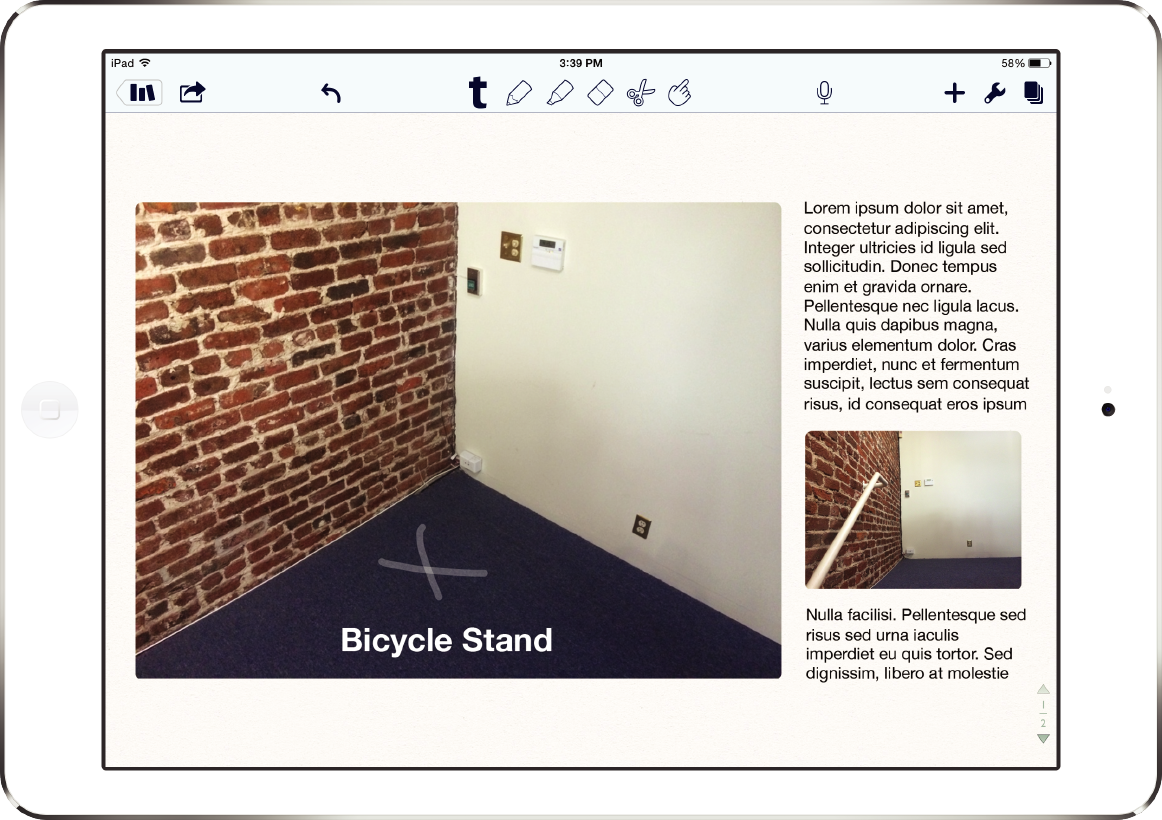 iPad
3:39 PM
58%
t
Lorem ipsum dolor sit amet,
consectetur adipiscing elit.
Integer ultricies id ligula sed
sollicitudin. Donec tempus
enim et gravida ornare.
Pellentesque nec ligula lacus.
Nulla quis dapibus magna,
varius elementum dolor. Cras
imperdiet, nunc et fermentum
suscipit, lectus sem consequat
risus, id consequat eros ipsum
Bicycle Stand
Nulla facilisi. Pellentesque sed
risus sed urna iaculis
imperdiet eu quis tortor. Sed
dignissim, libero at molestie
1
2